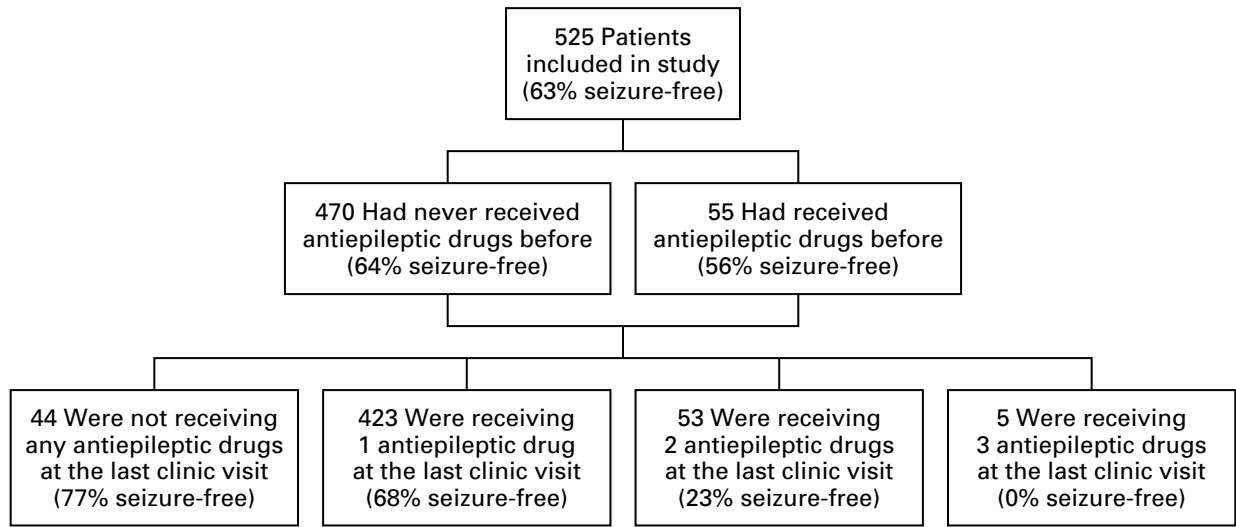 525 Patients
included in study
(63% seizure-free)
470 Had never received
antiepileptic drugs before
(64% seizure-free)
55 Had received
antiepileptic drugs before
(56% seizure-free)
44 Were not receiving
any antiepileptic drugs
at the last clinic visit
(77% seizure-free)
423 Were receiving
1 antiepileptic drug
at the last clinic visit
(68% seizure-free)
53 Were receiving
2 antiepileptic drugs
at the last clinic visit
(23% seizure-free)
5 Were receiving
3 antiepileptic drugs
at the last clinic visit
(0% seizure-free)